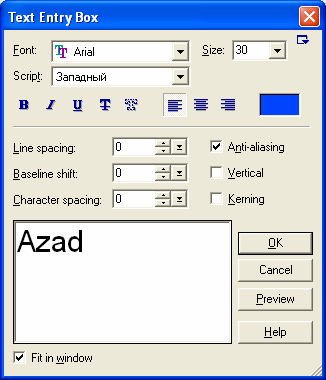 Text Entry Box
Font: Arial Size: 30
Script: Западный
B I U T
Line spacing: 0 Anti-aliasing
Baseline shift: 0 Vertical
Character spacing: 0 Kerning
Azad
OK
Cancel
Preview
Help
Fit in window